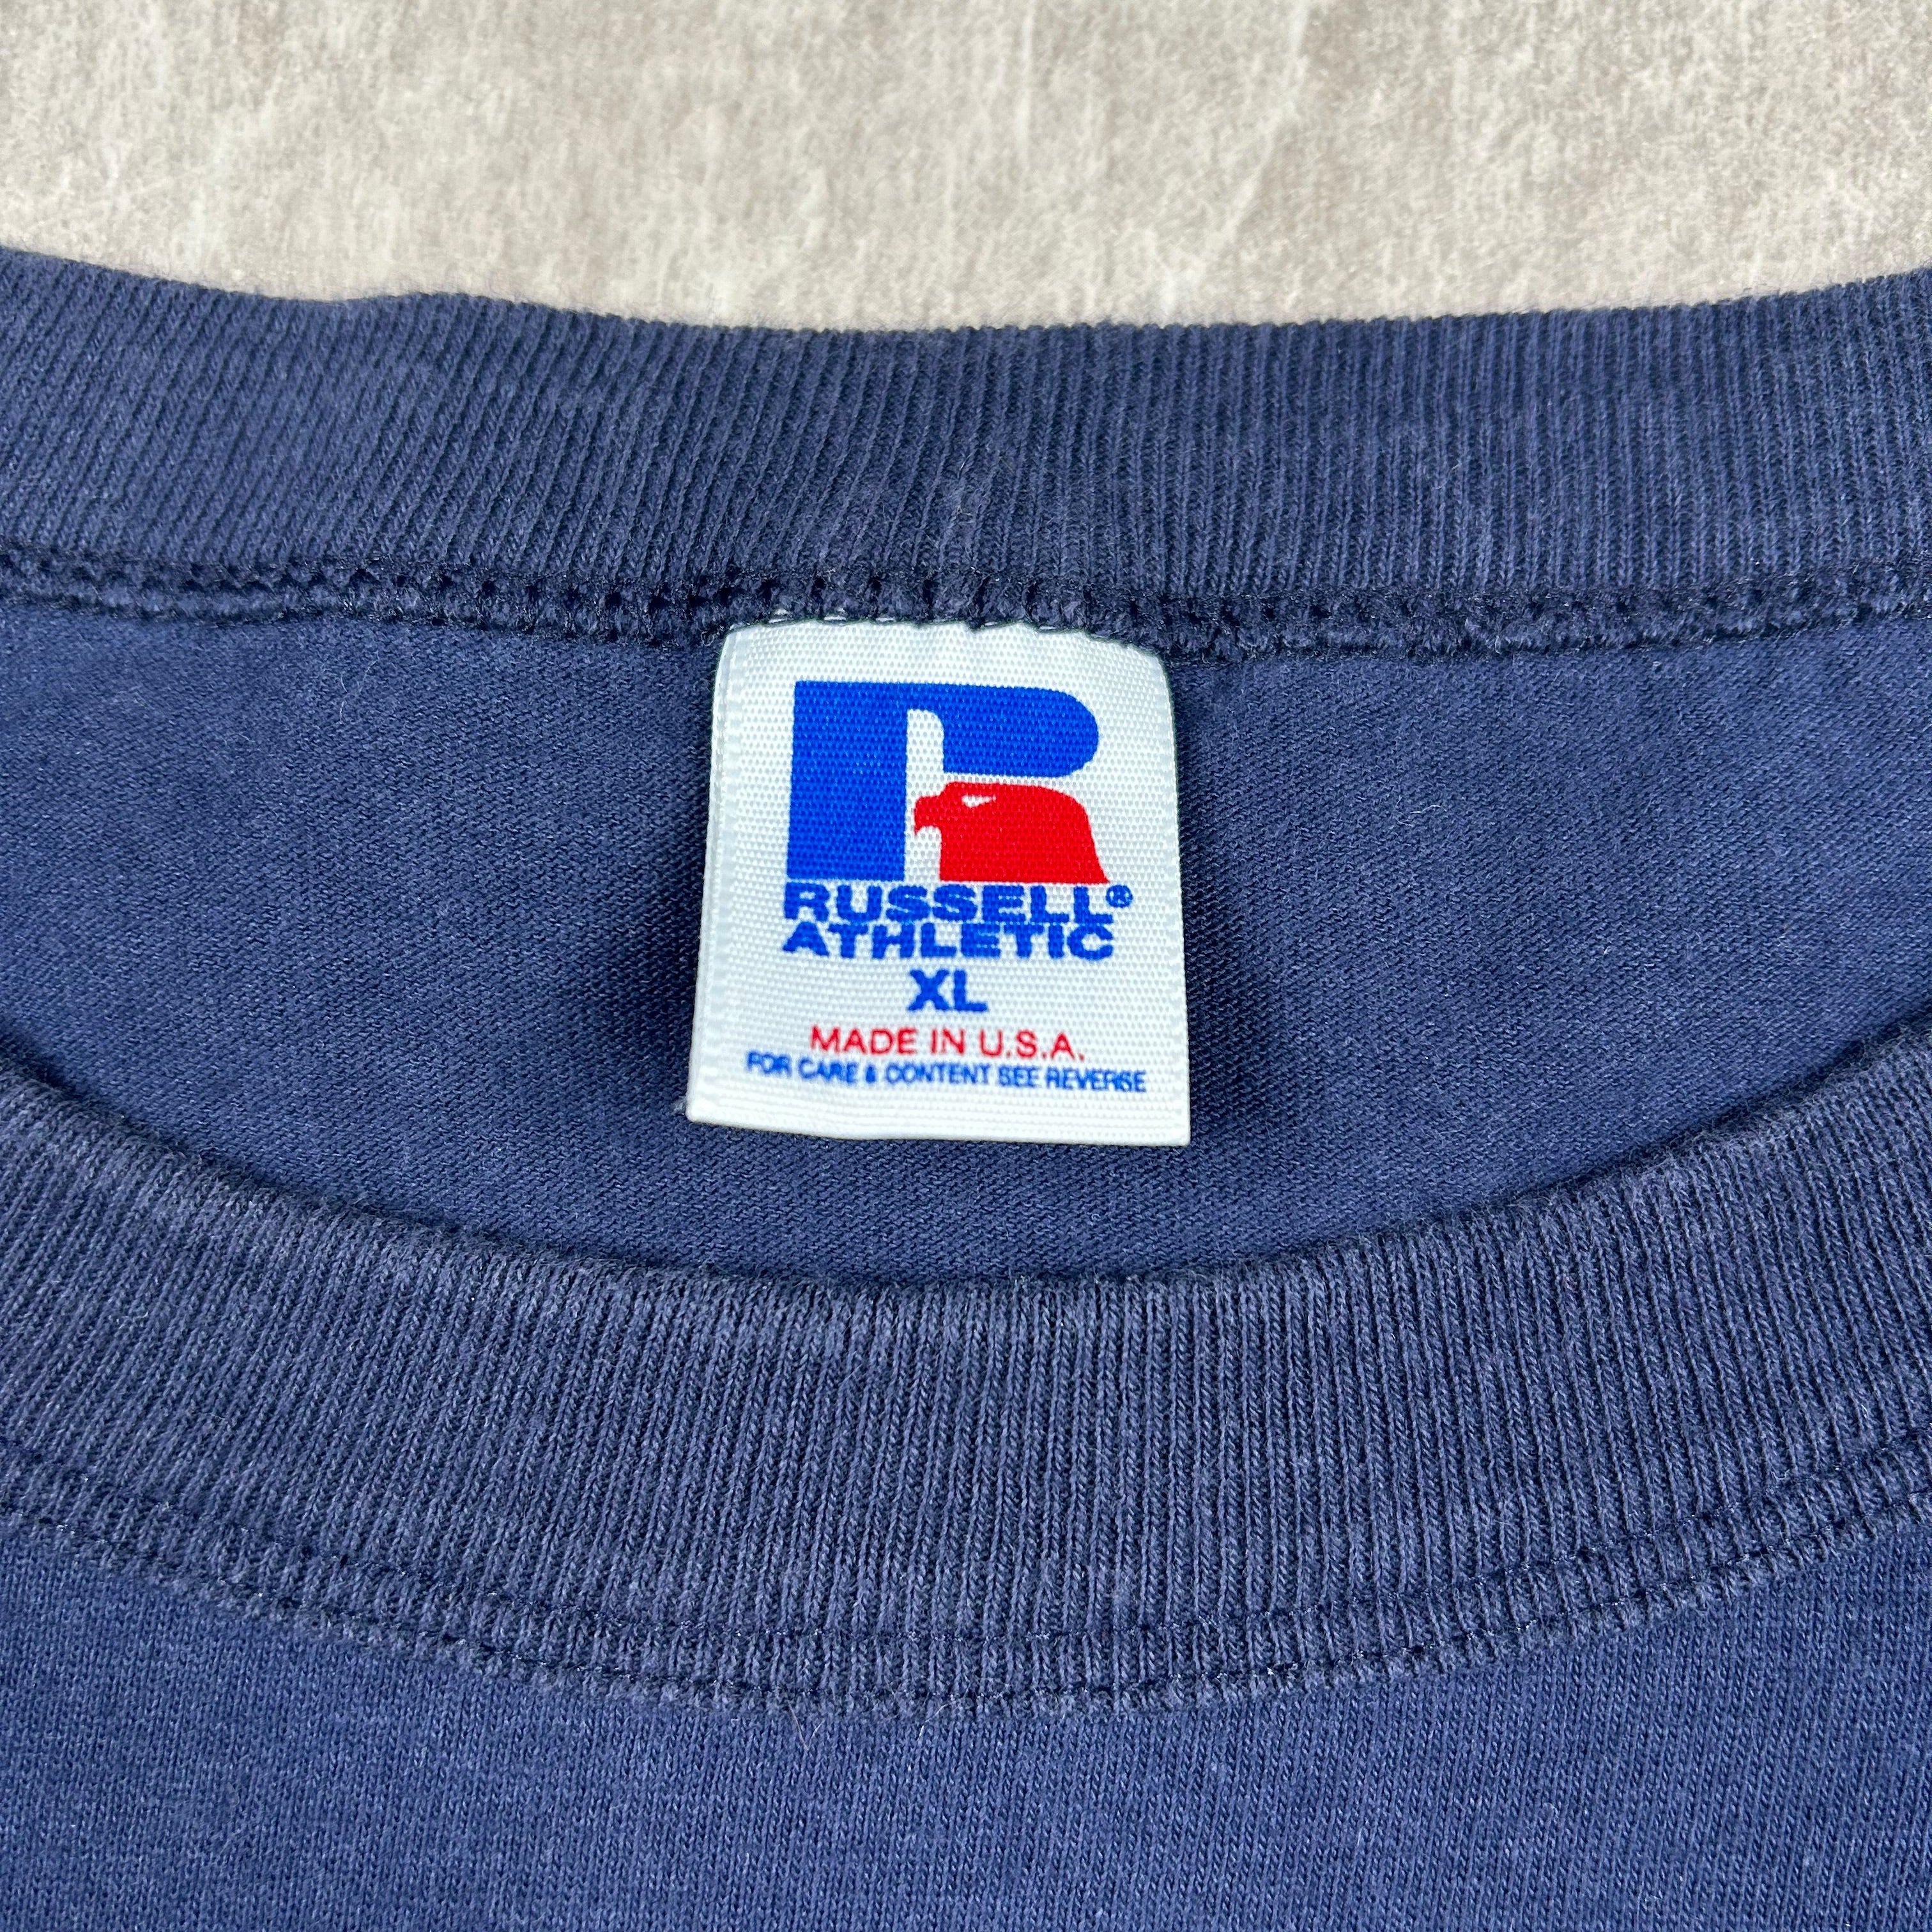 RUSSELL®
ATHLETIC
XL
MADE IN U.S.A.
FOR CARE & CONTENT SEE REVERSE